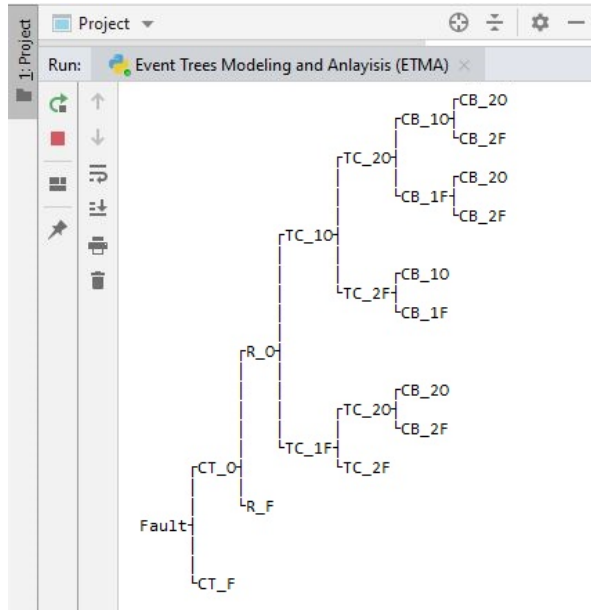 1: Project
Project
Run: Event Trees Modeling and Anlayisis (ETMA)
CB_2O
CB_1O
CB_2F
TC_2O
CB_2O
CB_1F
CB_2F
TC_1O
CB_1O
TC_2F
CB_1F
R_O
CB_2O
TC_2O
CB_2F
TC_1F
TC_2F
CT_O
R_F
Fault
CT_F